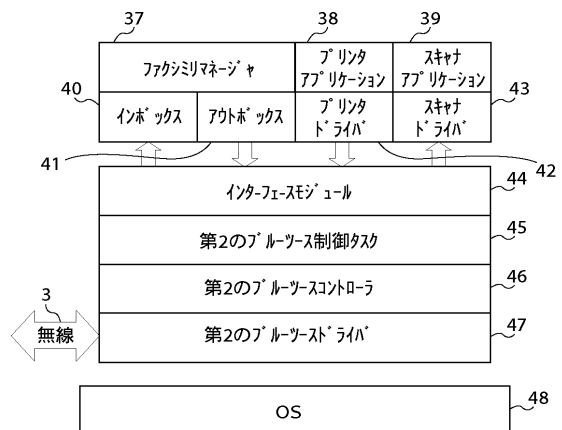 37
38
39
ﾌｧｸｼﾐﾘﾏﾈｰｼﾞｬ
ﾌﾟﾘﾝﾀ
ｱﾌﾟﾘｹｰｼｮﾝ
ｽｷｬﾅ
ｱﾌﾟﾘｹｰｼｮﾝ
40
ｲﾝﾎﾞｯｸｽ
ｱｳﾄﾎﾞｯｸｽ
ﾌﾟﾘﾝﾀ
ﾄﾞﾗｲﾊﾞ
ｽｷｬﾅ
ﾄﾞﾗｲﾊﾞ
43
41
42
ｲﾝﾀ-ﾌｪ-ｽﾓｼﾞｭｰﾙ
44
第2のﾌﾞﾙｰﾂｰｽ制御ﾀｽｸ
45
第2のﾌﾞﾙｰﾂｰｽｺﾝﾄﾛｰﾗ
46
3
無線
第2のﾌﾞﾙｰﾂｰｽﾄﾞﾗｲﾊﾞ
47
OS
48